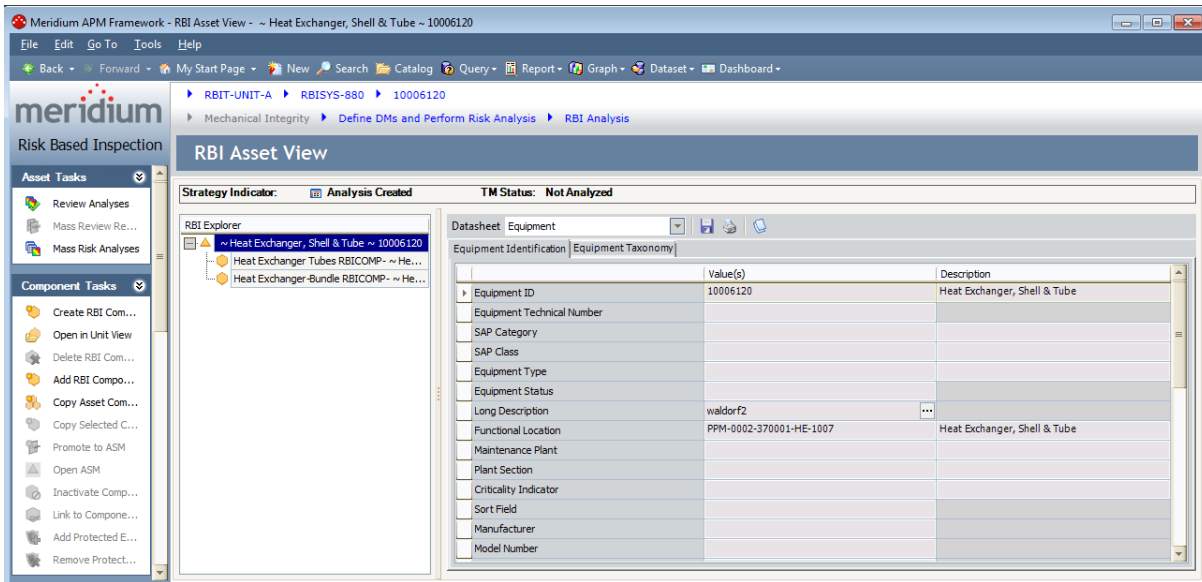 Meridium APM Framework - RBI Asset View - ~ Heat Exchanger, Shell & Tube ~ 10006120
File Edit Go To Tools Help
Back Forward My Start Page New Search Catalog Query Report Graph Dataset Dashboard
meridium
Risk Based Inspection
RBIT-UNIT-A RBISYS-880 10006120
Mechanical Integrity Define DMs and Perform Risk Analysis RBI Analysis
RBI Asset View
Asset Tasks
Review Analyses
Mass Review Re...
Mass Risk Analyses
Component Tasks
Create RBI Com...
Open in Unit View
Delete RBI Com...
Add RBI Compo...
Copy Asset Com...
Copy Selected C...
Promote to ASM
Open ASM
Inactivate Comp...
Link to Compone...
Add Protected E...
Remove Protect...
Strategy Indicator: Analysis Created TM Status: Not Analyzed
RBI Explorer
~ Heat Exchanger, Shell & Tube ~ 10006120
Heat Exchanger Tubes RBICOMP- ~ He...
Heat Exchanger-Bundle RBICOMP- ~ He...
Datasheet Equipment
Equipment Identification Equipment Taxonomy
Value(s) Description
Equipment ID 10006120 Heat Exchanger, Shell & Tube
Equipment Technical Number
SAP Category
SAP Class
Equipment Type
Equipment Status
Long Description waldorf2 ...
Functional Location PPM-0002-370001-HE-1007 Heat Exchanger, Shell & Tube
Maintenance Plant
Plant Section
Criticality Indicator
Sort Field
Manufacturer
Model Number